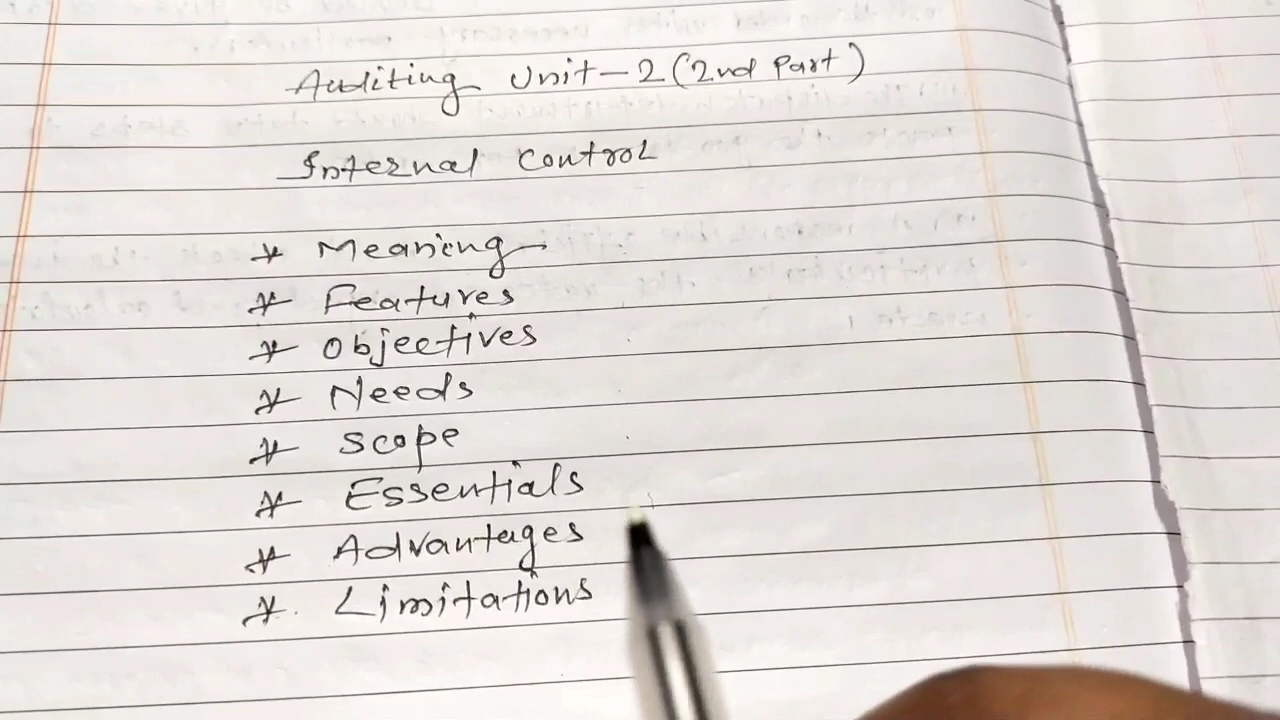 Auditing Unit-2 (2nd Part)
Internal Control
* Meaning
* Features
* Objectives
* Needs
* Scope
* Essentials
* Advantages
* Limitations